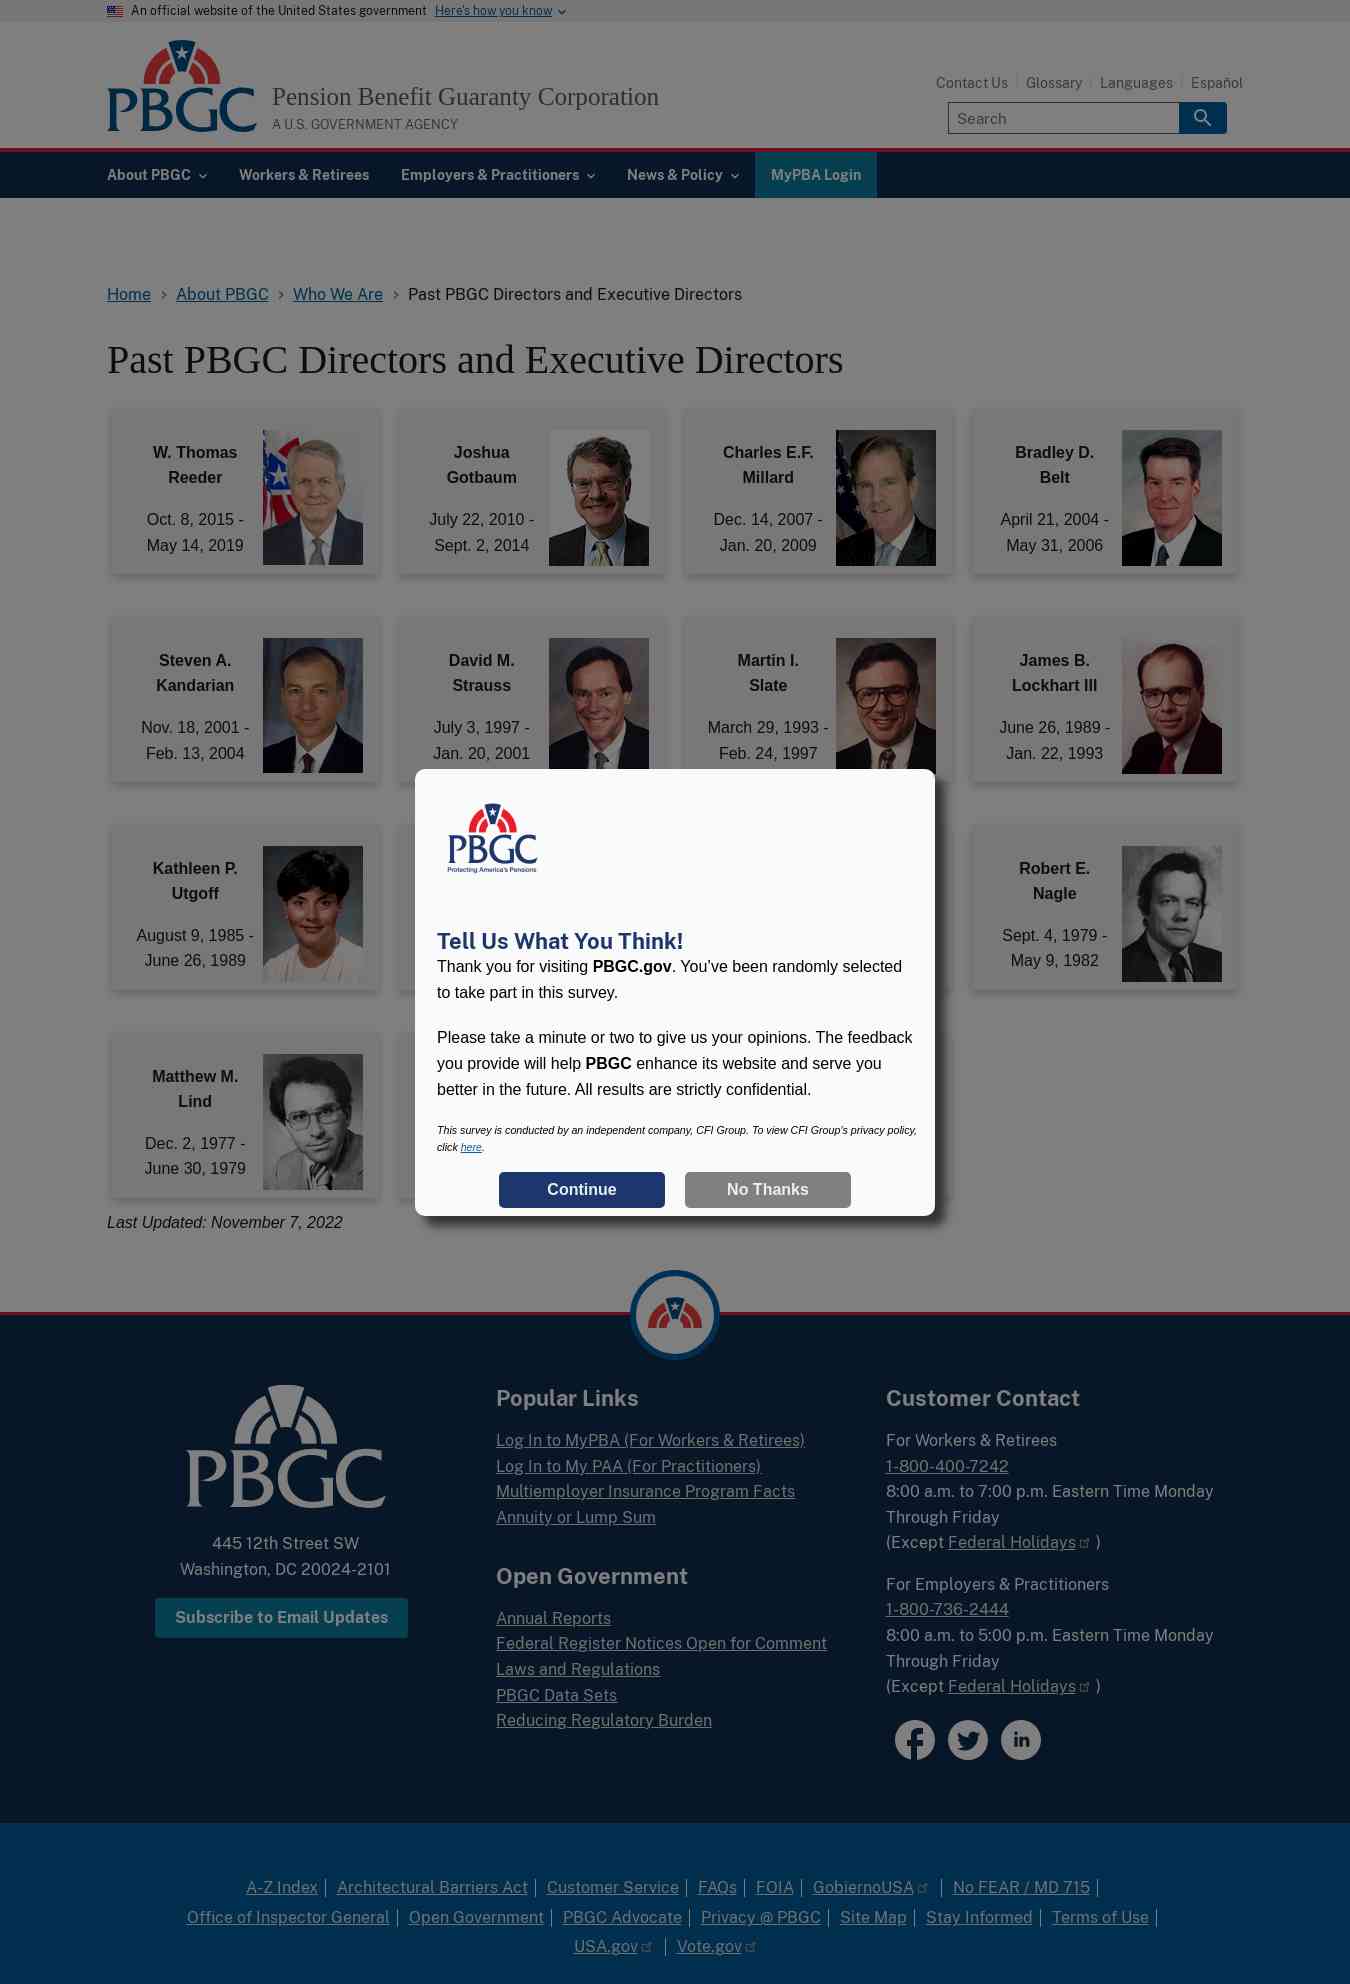 An official website of the United States government Here's how you know
PBGC
Pension Benefit Guaranty Corporation
A U.S. GOVERNMENT AGENCY
Contact Us Glossary Languages Español
Search
About PBGC Workers & Retirees Employers & Practitioners News & Policy MyPBA Login
Home About PBGC Who We Are Past PBGC Directors and Executive Directors
Past PBGC Directors and Executive Directors
W. Thomas
Reeder
Oct. 8, 2015 -
May 14, 2019
Joshua
Gotbaum
July 22, 2010 -
Sept. 2, 2014
Charles E.F.
Millard
Dec. 14, 2007 -
Jan. 20, 2009
Bradley D.
Belt
April 21, 2004 -
May 31, 2006
Steven A.
Kandarian
Nov. 18, 2001 -
Feb. 13, 2004
David M.
Strauss
July 3, 1997 -
Jan. 20, 2001
Martin I.
Slate
March 29, 1993 -
Feb. 24, 1997
James B.
Lockhart III
June 26, 1989 -
Jan. 22, 1993
Kathleen P.
Utgoff
August 9, 1985 -
June 26, 1989
Robert E.
Nagle
Sept. 4, 1979 -
May 9, 1982
Matthew M.
Lind
Dec. 2, 1977 -
June 30, 1979
Last Updated: November 7, 2022
PBGC
Protecting America's Pensions
Tell Us What You Think!
Thank you for visiting PBGC.gov. You’ve been randomly selected
to take part in this survey.
Please take a minute or two to give us your opinions. The feedback
you provide will help PBGC enhance its website and serve you
better in the future. All results are strictly confidential.
This survey is conducted by an independent company, CFI Group. To view CFI Group's privacy policy,
click here.
Continue No Thanks
PBGC
445 12th Street SW
Washington, DC 20024-2101
Subscribe to Email Updates
Popular Links
Log In to MyPBA (For Workers & Retirees)
Log In to My PAA (For Practitioners)
Multiemployer Insurance Program Facts
Annuity or Lump Sum
Open Government
Annual Reports
Federal Register Notices Open for Comment
Laws and Regulations
PBGC Data Sets
Reducing Regulatory Burden
Customer Contact
For Workers & Retirees
1-800-400-7242
8:00 a.m. to 7:00 p.m. Eastern Time Monday
Through Friday
(Except Federal Holidays )
For Employers & Practitioners
1-800-736-2444
8:00 a.m. to 5:00 p.m. Eastern Time Monday
Through Friday
(Except Federal Holidays )
in
A-Z Index Architectural Barriers Act Customer Service FAQs FOIA GobiernoUSA No FEAR / MD 715
Office of Inspector General Open Government PBGC Advocate Privacy @ PBGC Site Map Stay Informed Terms of Use
USA.gov Vote.gov